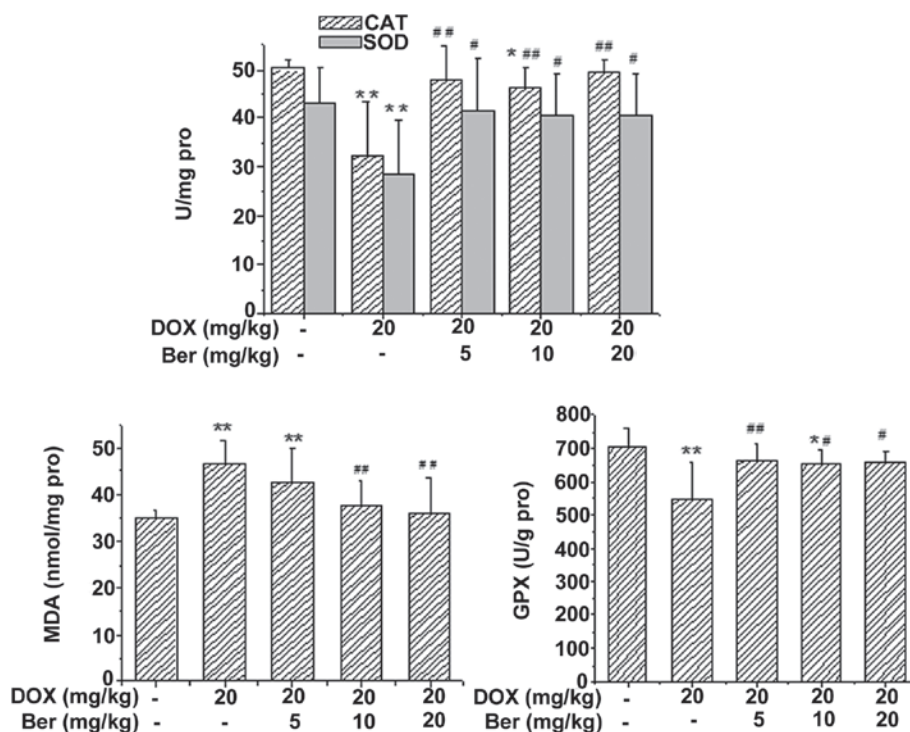 CAT
SOD
U/mg pro
50
40
30
20
10
0
** **
## #
* ## #
## #
DOX (mg/kg) - 20 20 20 20
Ber (mg/kg) - - 5 10 20
MDA (nmol/mg pro)
50
40
30
20
10
0
** ** ## ##
DOX (mg/kg) - 20 20 20 20
Ber (mg/kg) - - 5 10 20
GPX (U/g pro)
800
700
600
500
400
300
200
100
0
** ## *# #
DOX (mg/kg) - 20 20 20 20
Ber (mg/kg) - - 5 10 20